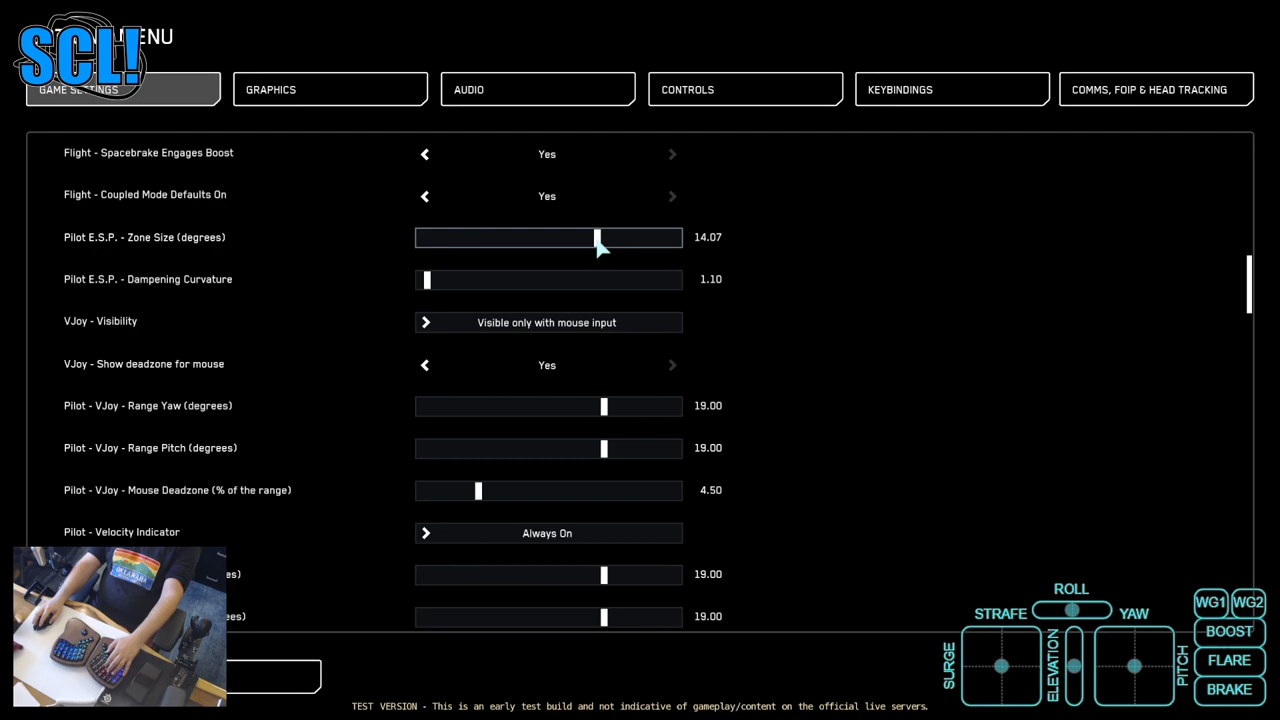 SCL!
ENU
GAME SETTINGS
GRAPHICS
AUDIO
CONTROLS
KEYBINDINGS
COMMS, FOIP & HEAD TRACKING
Flight - Spacebrake Engages Boost
Yes
Flight - Coupled Mode Defaults On
Yes
Pilot E.S.P. - Zone Size (degrees)
14.07
Pilot E.S.P. - Dampening Curvature
1.10
VJoy - Visibility
Visible only with mouse input
VJoy - Show deadzone for mouse
Yes
Pilot - VJoy - Range Yaw (degrees)
19.00
Pilot - VJoy - Range Pitch (degrees)
19.00
Pilot - VJoy - Mouse Deadzone (% of the range)
4.50
Pilot - Velocity Indicator
Always On
es)
19.00
ees)
19.00
ROLL
STRAFE
YAW
SURGE
ELEVATION
PITCH
WG1
WG2
BOOST
FLARE
BRAKE
OKLAHOMA
TEST VERSION - This is an early test build and not indicative of gameplay/content on the official live servers.